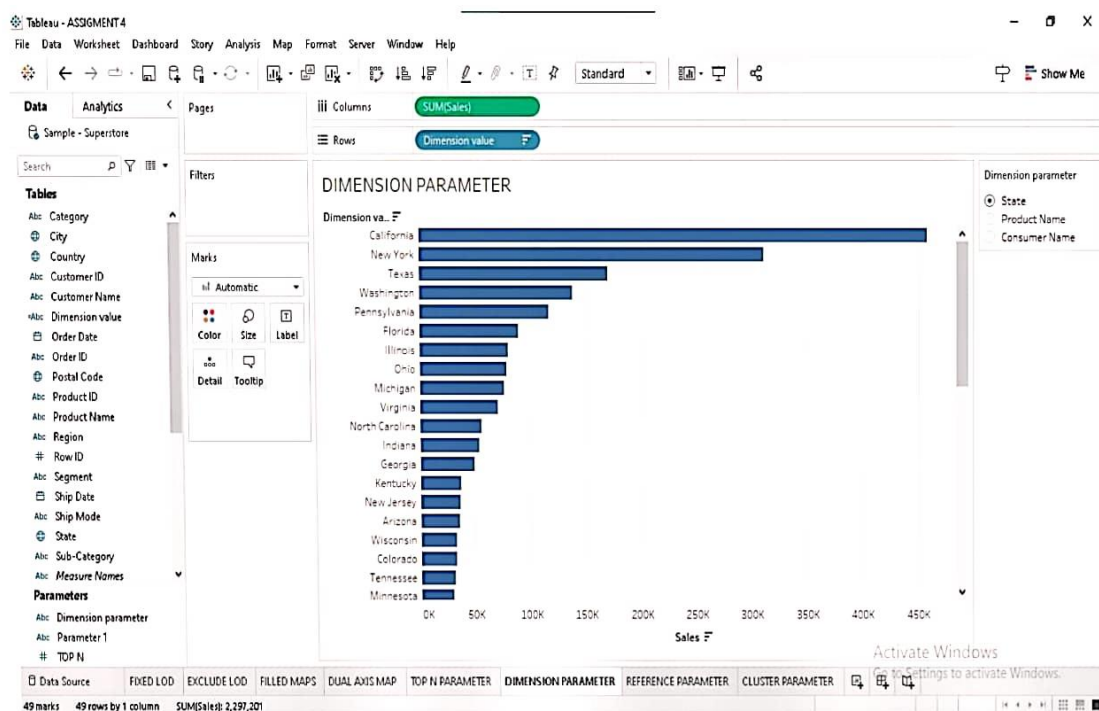 Tableau - ASSIGMENT 4
File Data Worksheet Dashboard Story Analysis Map Format Server Window Help
Standard
Show Me
Data Analytics
Pages
Columns
SUM(Sales)
Sample - Superstore
Rows
Dimension value
Search
Filters
DIMENSION PARAMETER
Dimension parameter
State
Product Name
Consumer Name
Tables
Abc Category
City
Country
Abc Customer ID
Abc Customer Name
=Abc Dimension value
Order Date
Abc Order ID
Postal Code
Abc Product ID
Abc Product Name
Abc Region
# Row ID
Abc Segment
Ship Date
Abc Ship Mode
State
Abc Sub-Category
Abc Measure Names
Parameters
Abc Dimension parameter
Abc Parameter 1
# TOP N
Marks
Automatic
Color Size Label
Detail Tooltip
Dimension va..
California
New York
Texas
Washington
Pennsylvania
Florida
Illinois
Ohio
Michigan
Virginia
North Carolina
Indiana
Georgia
Kentucky
New Jersey
Arizona
Wisconsin
Colorado
Tennessee
Minnesota
0K 50K 100K 150K 200K 250K 300K 350K 400K 450K
Sales
Activate Windows
Go to Settings to activate Windows.
Data Source FIXED LOD EXCLUDE LOD FILLED MAPS DUAL AXIS MAP TOP N PARAMETER DIMENSION PARAMETER REFERENCE PARAMETER CLUSTER PARAMETER
49 marks 49 rows by 1 column SUM(Sales): 2,297,201